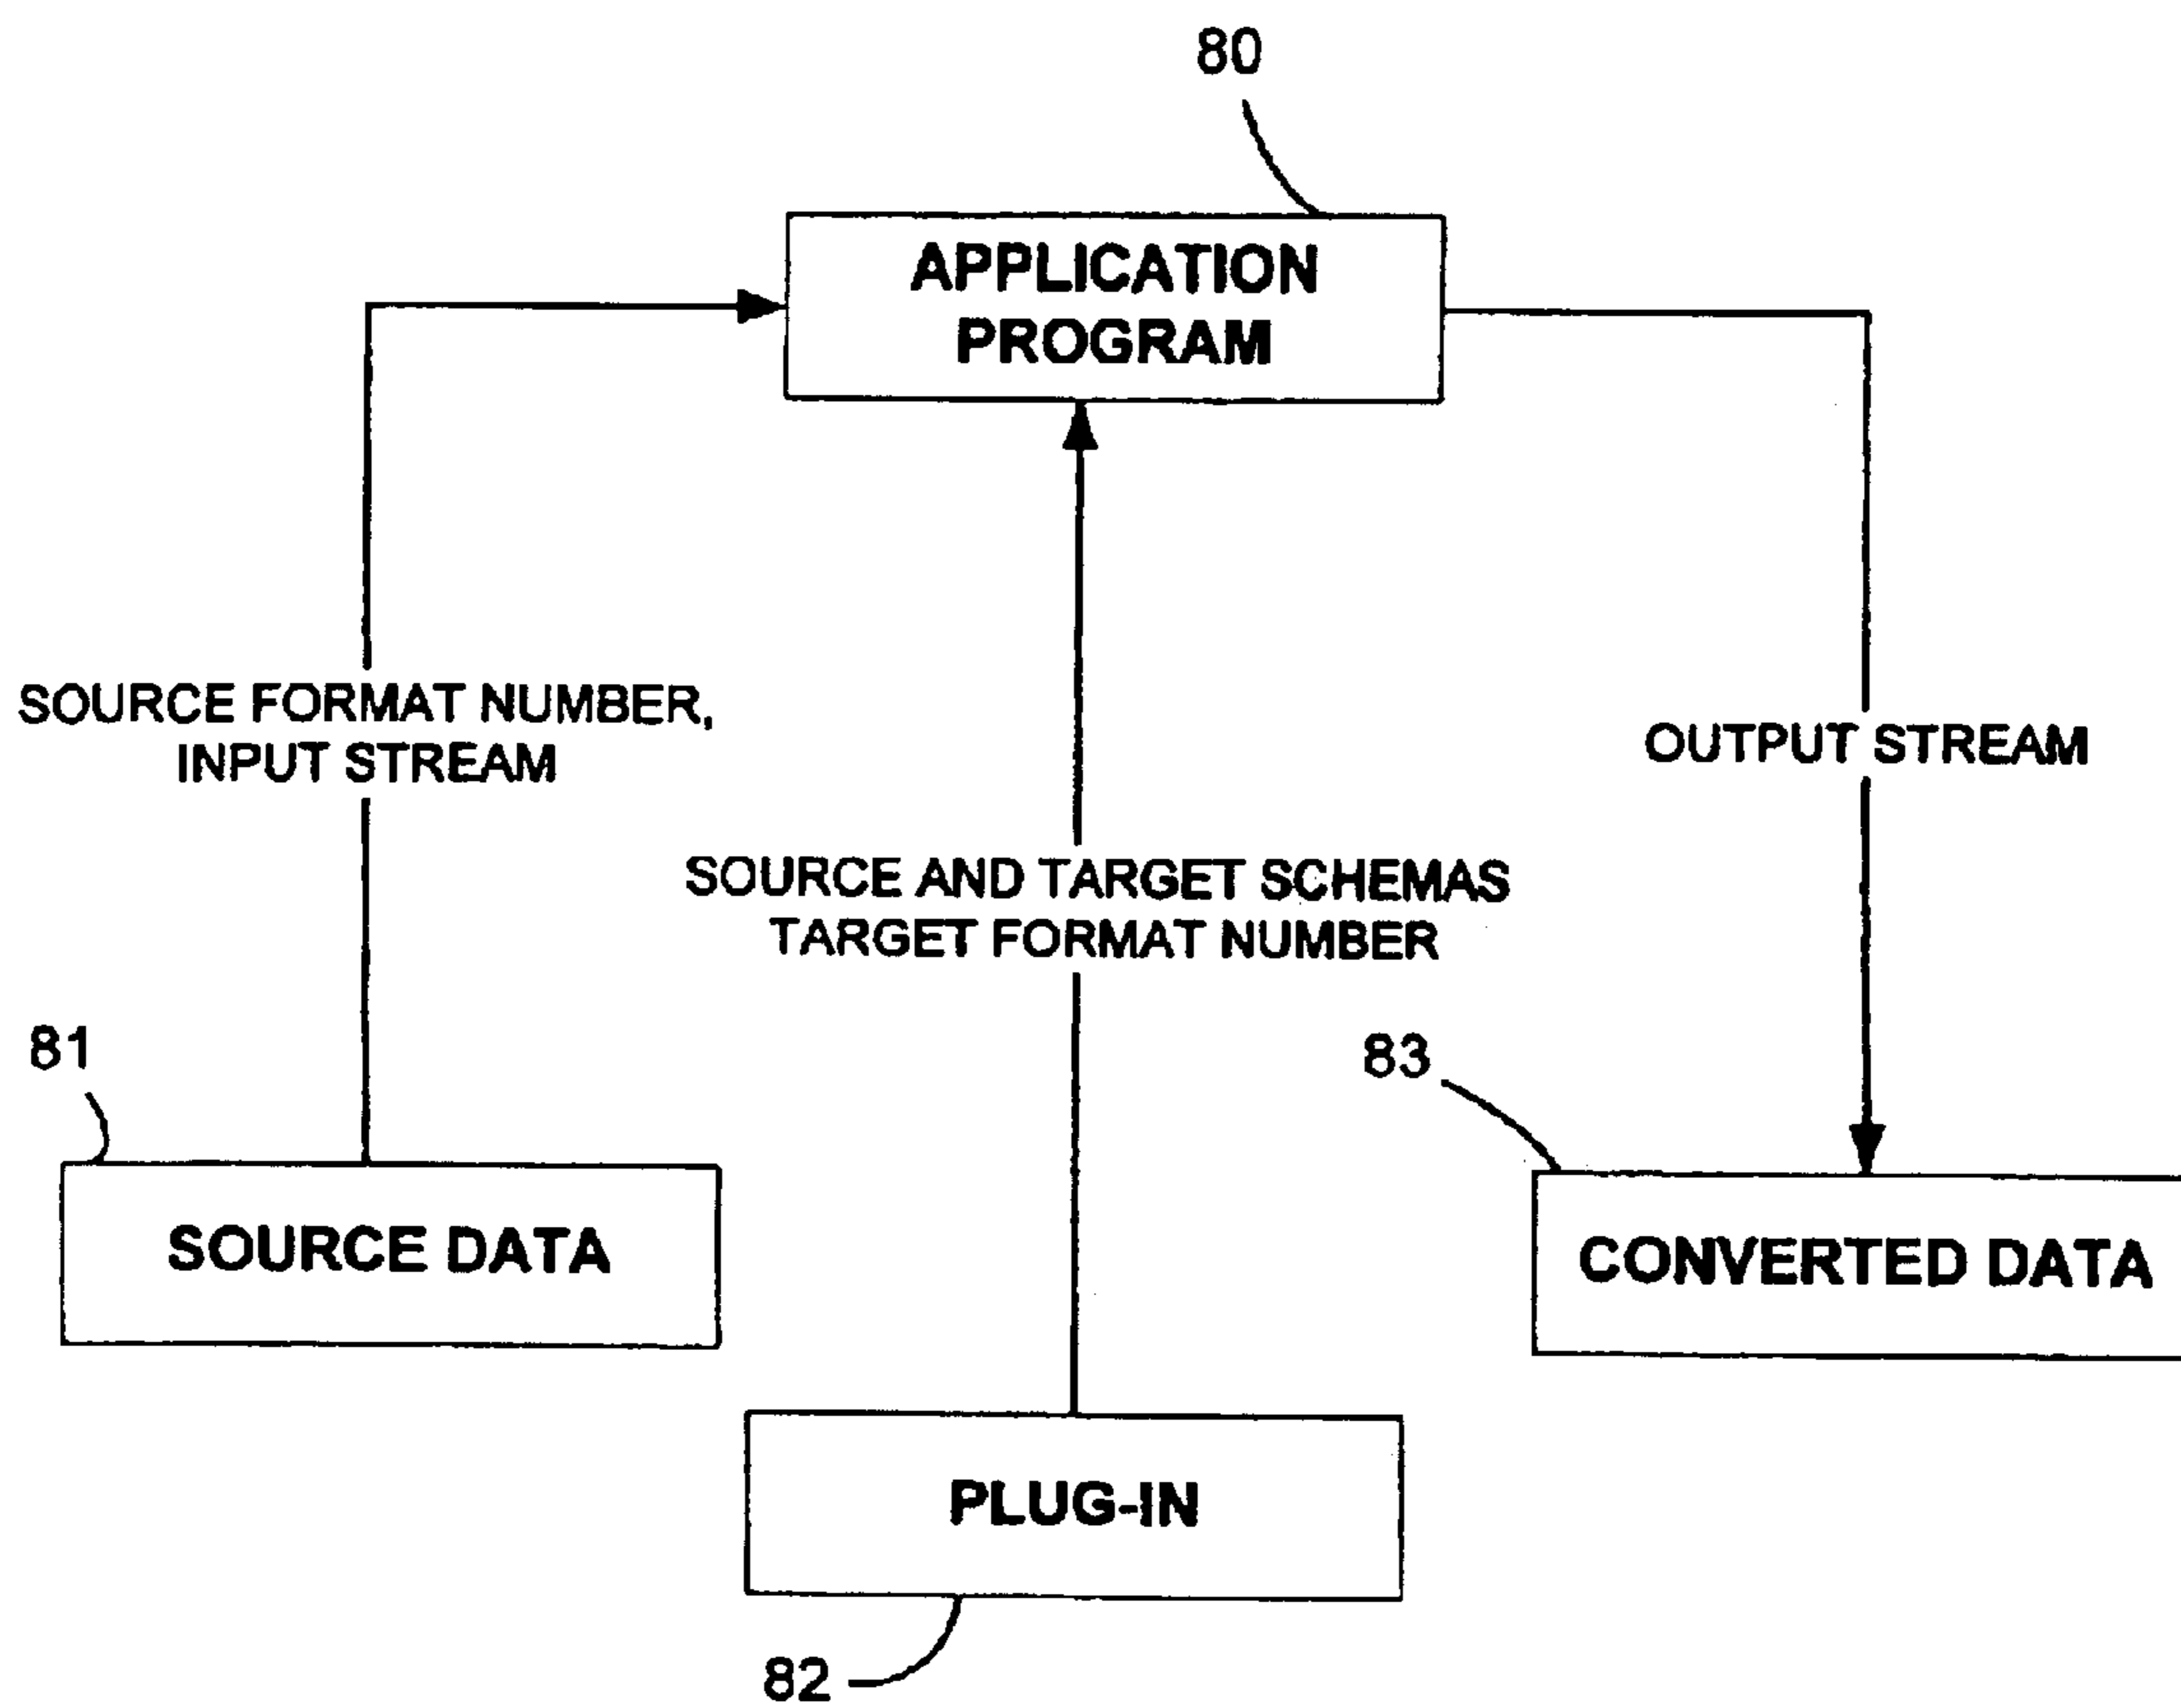 80
APPLICATION
PROGRAM
SOURCE FORMAT NUMBER,
INPUT STREAM
OUTPUT STREAM
SOURCE AND TARGET SCHEMAS
TARGET FORMAT NUMBER
81
83
SOURCE DATA
CONVERTED DATA
PLUG-IN
82